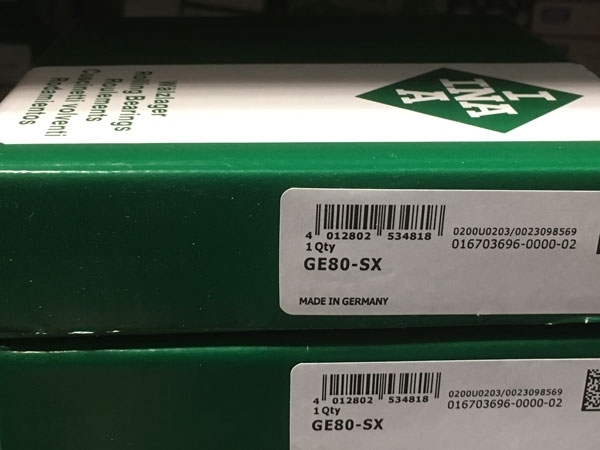 Wälzlager
Rolling Bearings
Roulements
Cuscinetti volventi
Rodamientos
I
INA
A
4 012802 534818
1 Qty
GE80-SX
MADE IN GERMANY
0200U0203/0023098569
016703696-0000-02
4 012802 534818
1 Qty
GE80-SX
0200U0203/0023098569
016703696-0000-02